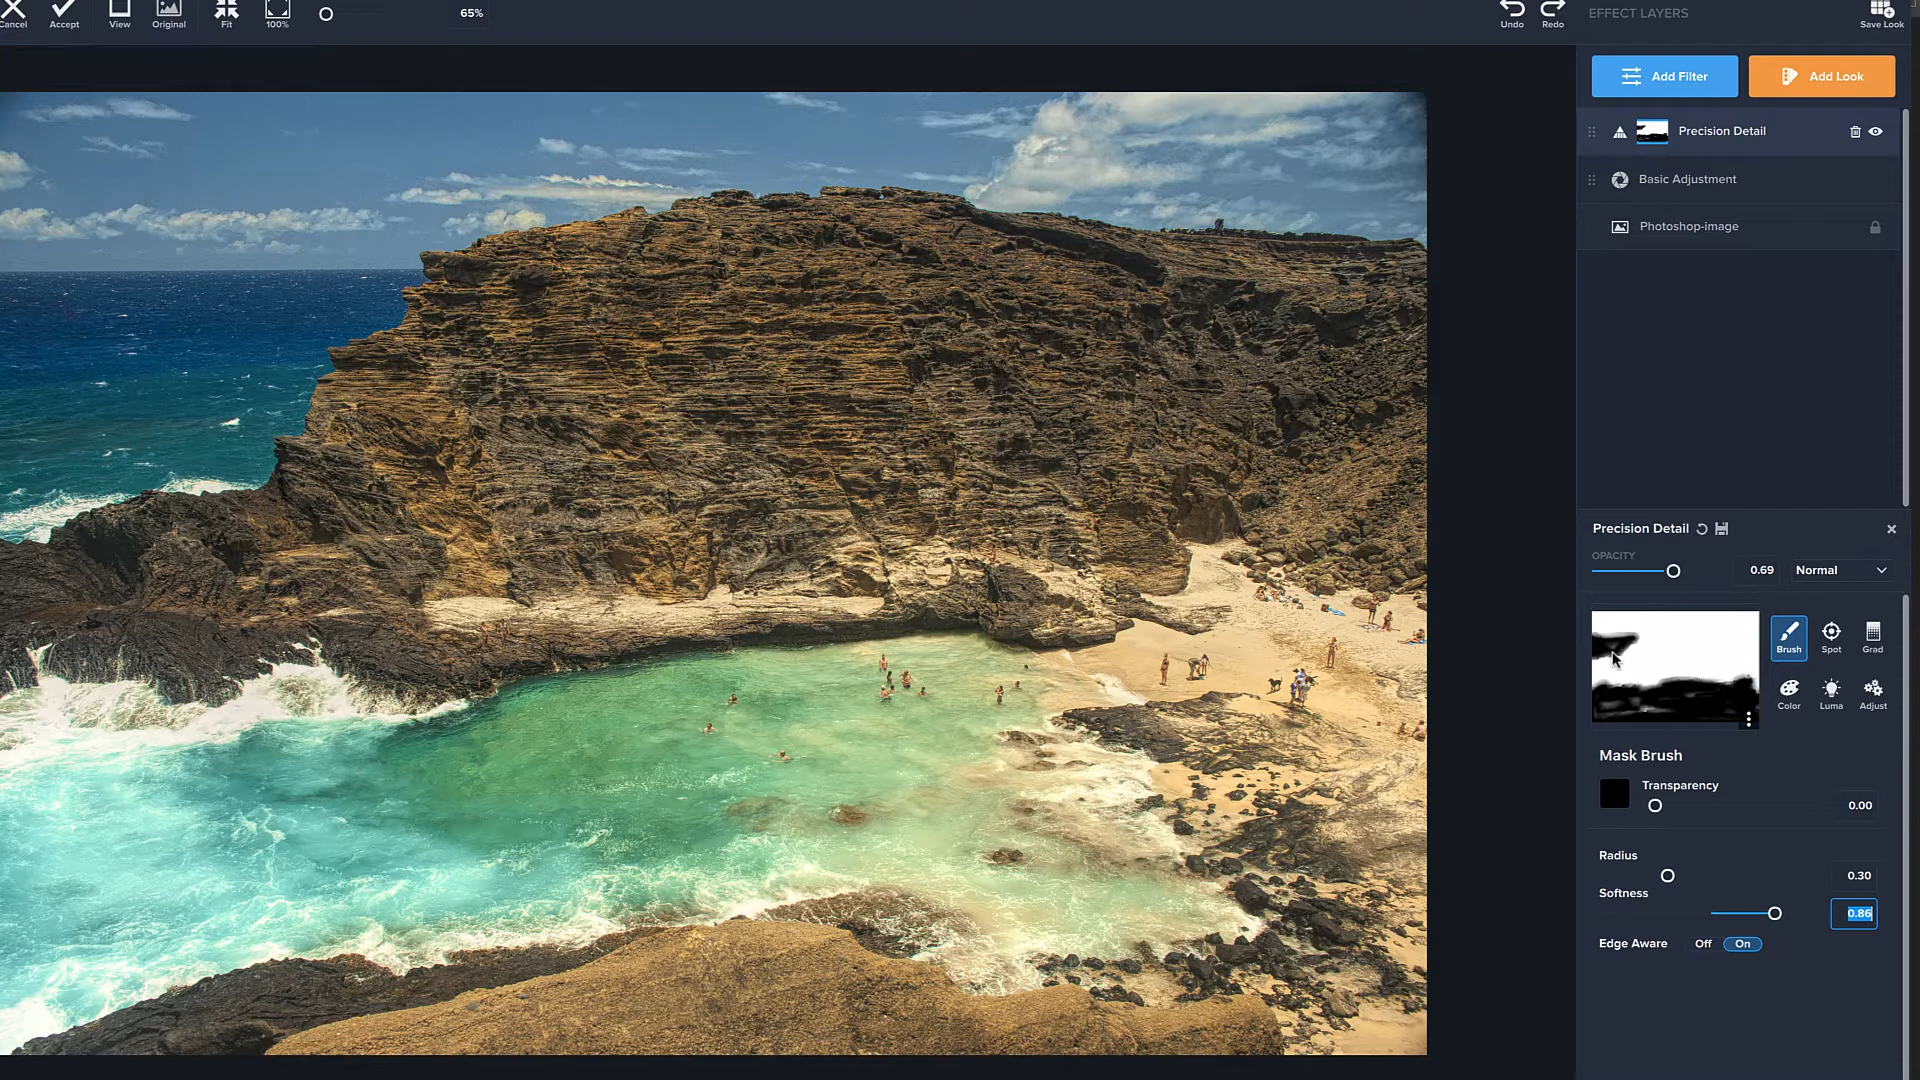 Cancel
Accept
View
Original
Fit
100%
65%
Undo
Redo
EFFECT LAYERS
Save Look
Add Filter
Add Look
Precision Detail
Basic Adjustment
Photoshop-image
Precision Detail
OPACITY
0.69
Normal
Brush
Spot
Grad
Color
Luma
Adjust
Mask Brush
Transparency
0.00
Radius
0.30
Softness
0.86
Edge Aware Off On